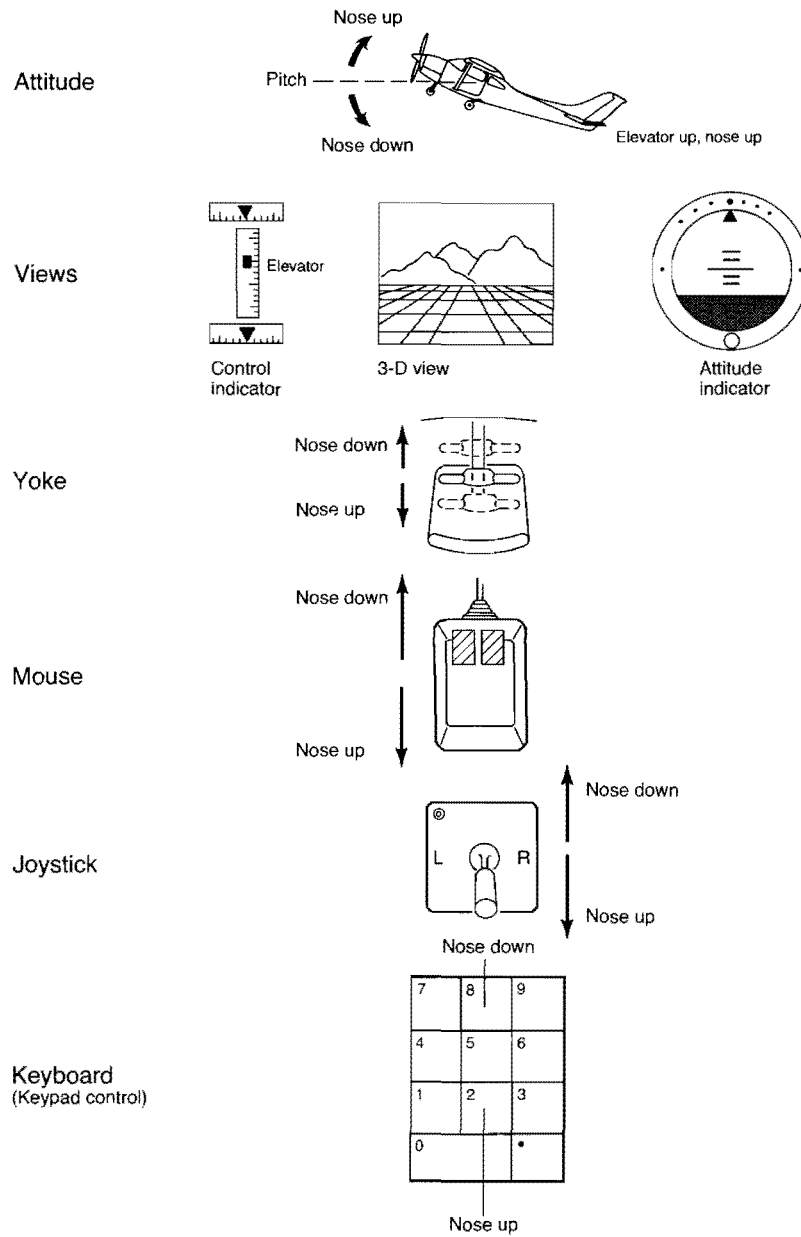 Nose up
Attitude
Pitch
Nose down
Elevator up, nose up
Views
Elevator
Control
indicator
3-D view
Attitude
indicator
Nose down
Yoke
Nose up
Nose down
Mouse
Nose up
Nose down
L R
Joystick
Nose up
Nose down
7 8 9
4 5 6
Keyboard
(Keypad control)
1 2 3
0 •
Nose up